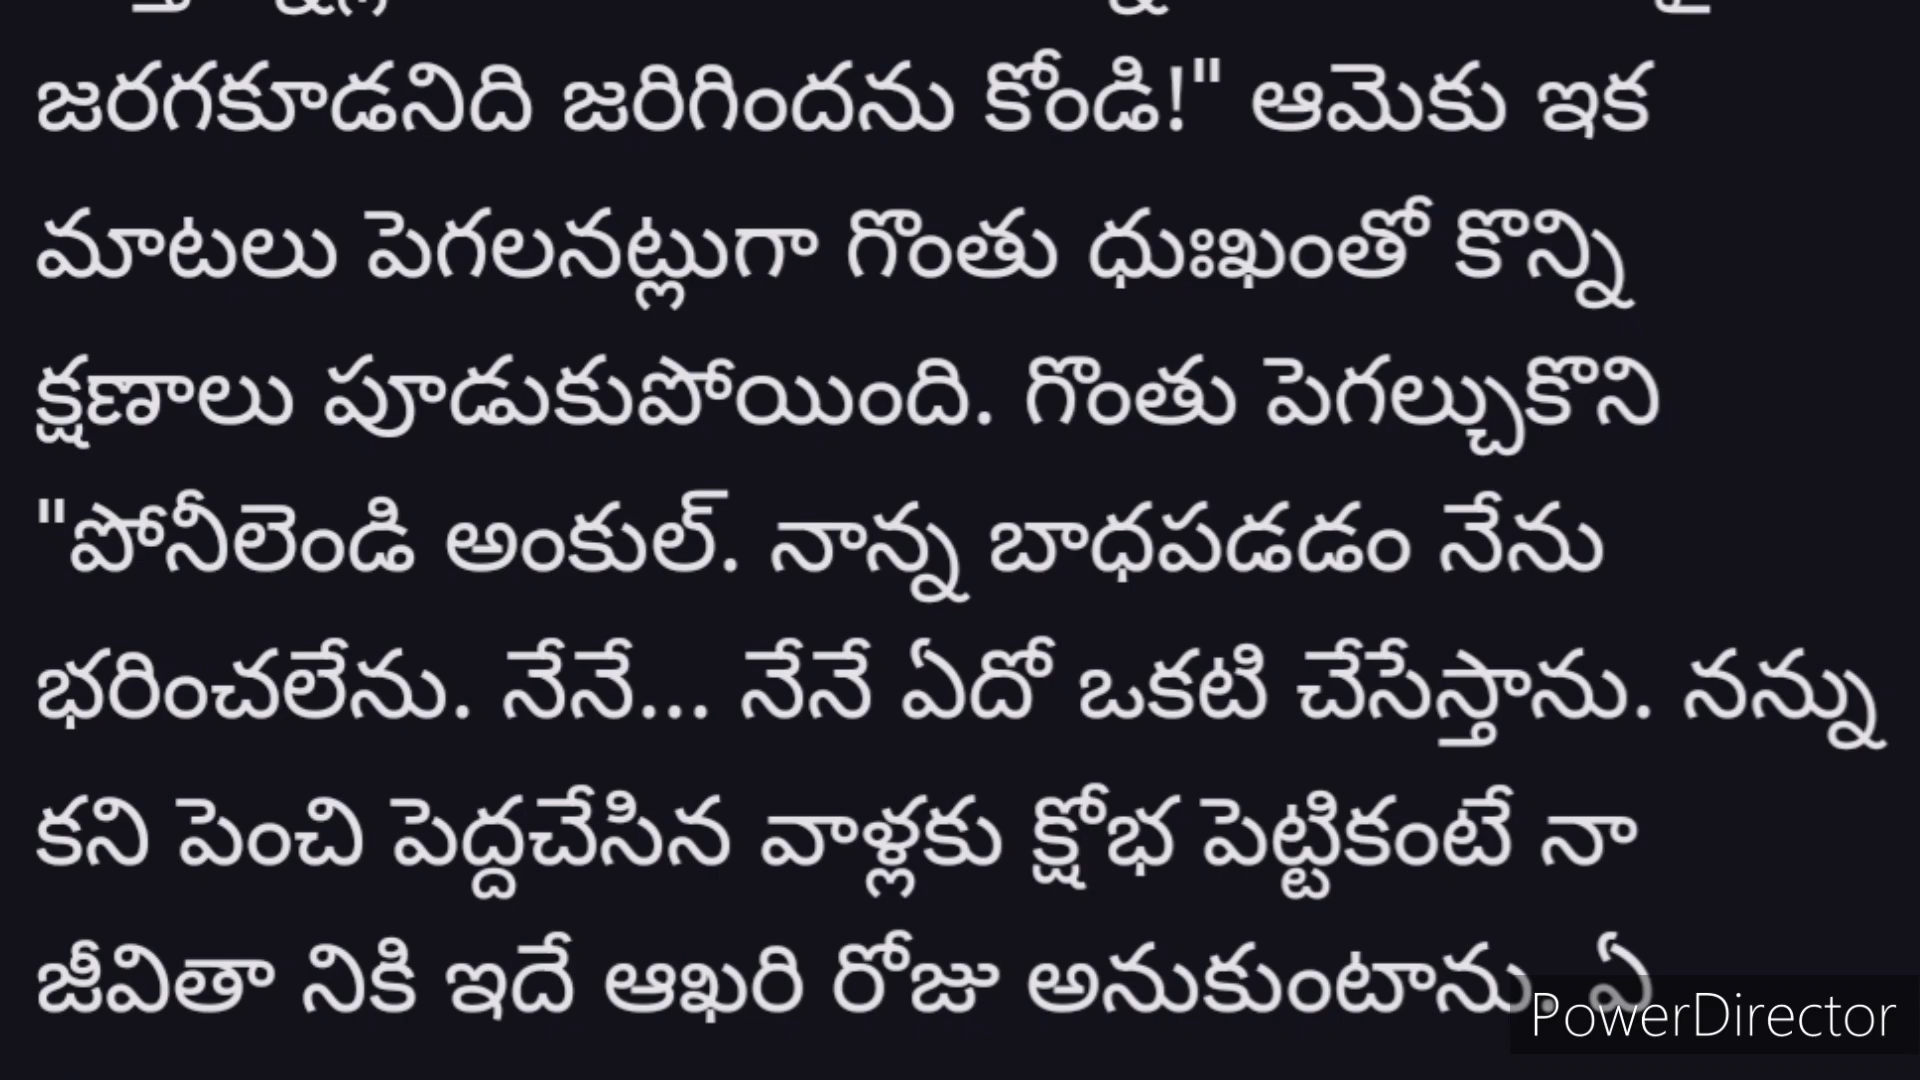 జరగకూడనిది జరిగిందను కోండి!" ఆమెకు ఇక
మాటలు పెగలనట్లుగా గొంతు ధుఃఖంతో కొన్ని
క్షణాలు పూడుకుపోయింది. గొంతు పెగల్చుకొని
"పోనీలెండి అంకుల్. నాన్న బాధపడడం నేను
భరించలేను. నేనే... నేనే ఏదో ఒకటి చేసేస్తాను. నన్ను
కని పెంచి పెద్దచేసిన వాళ్లకు క్షోభ పెట్టికంటే నా
జీవితా నికి ఇదే ఆఖరి రోజు అనుకుంటాను. ఏ
PowerDirector